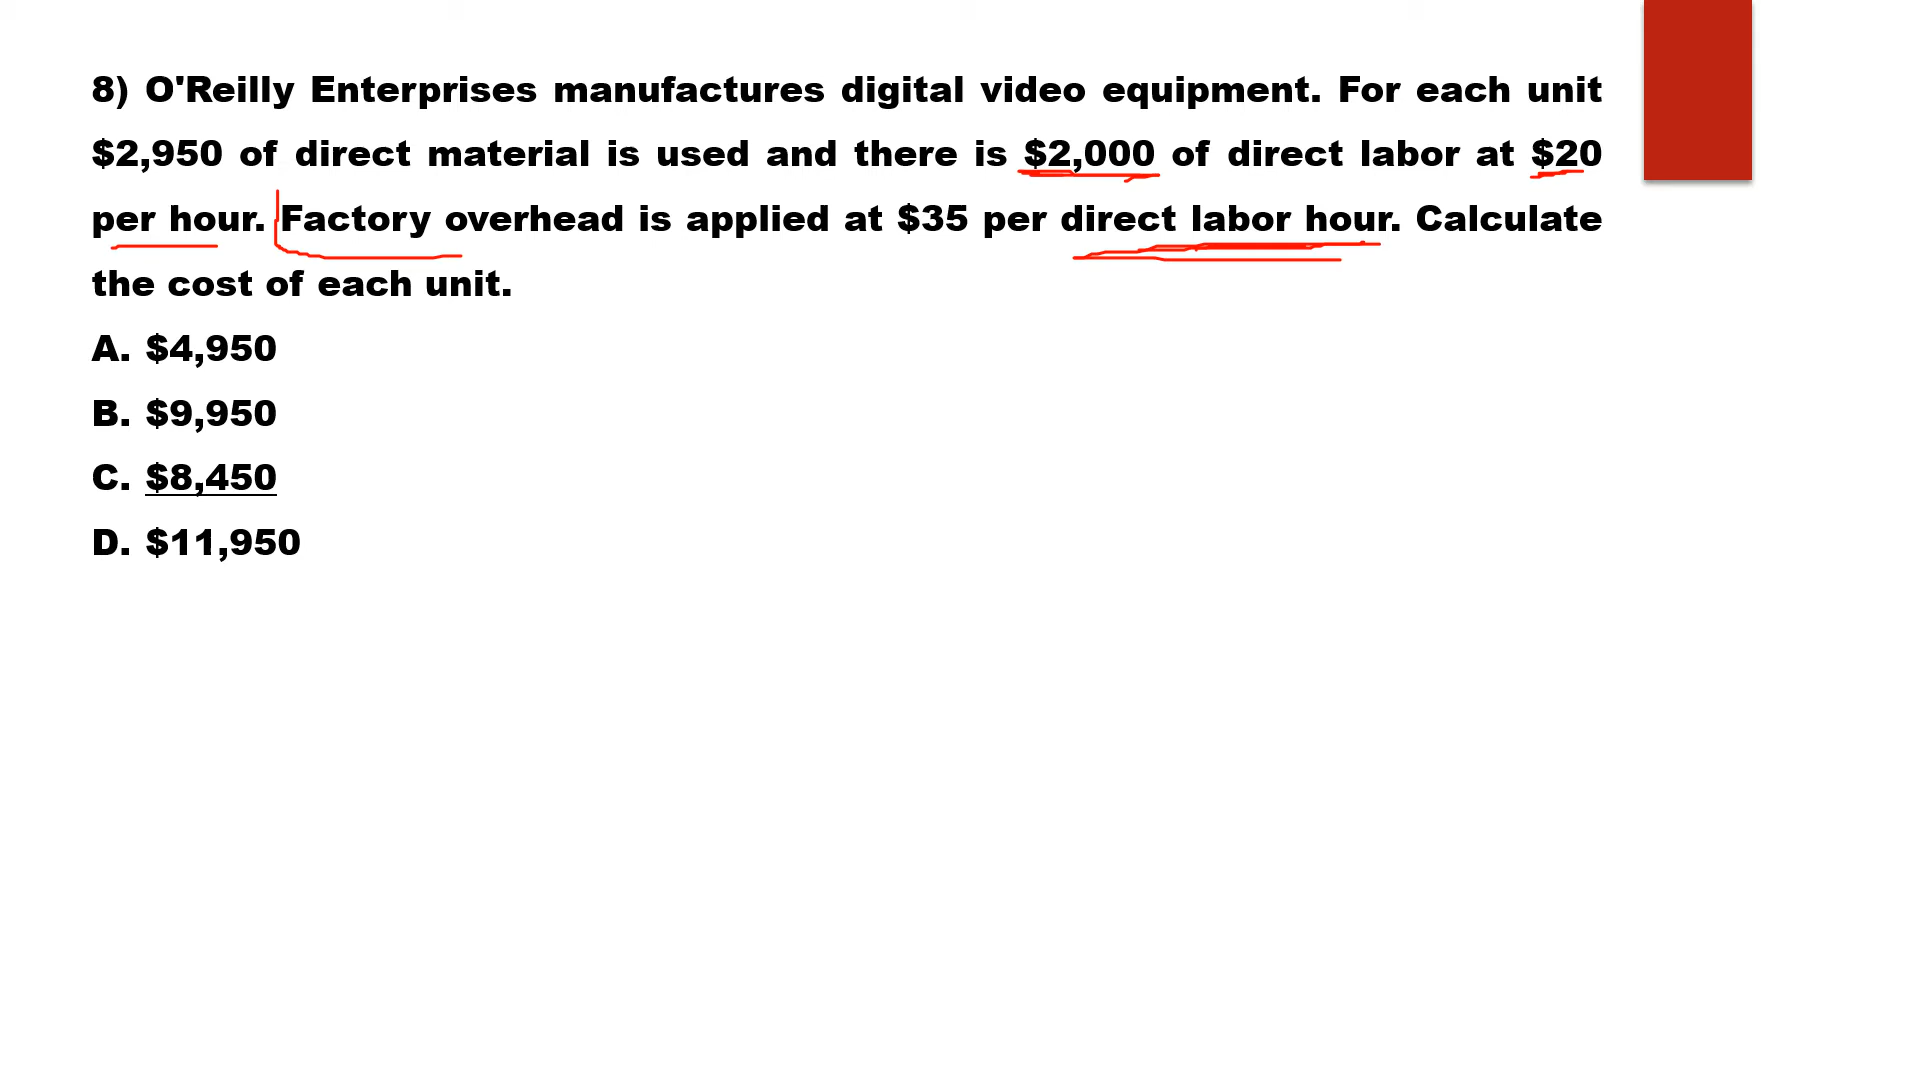 8) O'Reilly Enterprises manufactures digital video equipment. For each unit
$2,950 of direct material is used and there is $2,000 of direct labor at $20
per hour. Factory overhead is applied at $35 per direct labor hour. Calculate
the cost of each unit.
A. $4,950
B. $9,950
C. $8,450
D. $11,950